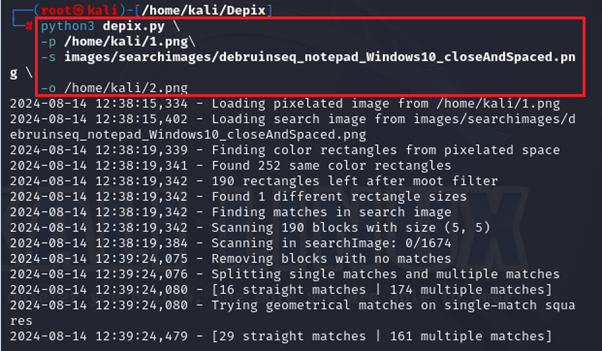 ┌──(root㉿kali)-[/home/kali/Depix]
└─# python3 depix.py \
-p /home/kali/1.png\
-s images/searchimages/debruinseq_notepad_Windows10_closeAndSpaced.pn
g \
-o /home/kali/2.png
2024-08-14 12:38:15,334 - Loading pixelated image from /home/kali/1.png
2024-08-14 12:38:15,402 - Loading search image from images/searchimages/d
ebruinseq_notepad_Windows10_closeAndSpaced.png
2024-08-14 12:38:19,339 - Finding color rectangles from pixelated space
2024-08-14 12:38:19,341 - Found 252 same color rectangles
2024-08-14 12:38:19,342 - 190 rectangles left after moot filter
2024-08-14 12:38:19,342 - Found 1 different rectangle sizes
2024-08-14 12:38:19,342 - Finding matches in search image
2024-08-14 12:38:19,342 - Scanning 190 blocks with size (5, 5)
2024-08-14 12:38:19,384 - Scanning in searchImage: 0/1674
2024-08-14 12:39:24,075 - Removing blocks with no matches
2024-08-14 12:39:24,076 - Splitting single matches and multiple matches
2024-08-14 12:39:24,080 - [16 straight matches | 174 multiple matches]
2024-08-14 12:39:24,080 - Trying geometrical matches on single-match squa
res
2024-08-14 12:39:24,479 - [29 straight matches | 161 multiple matches]